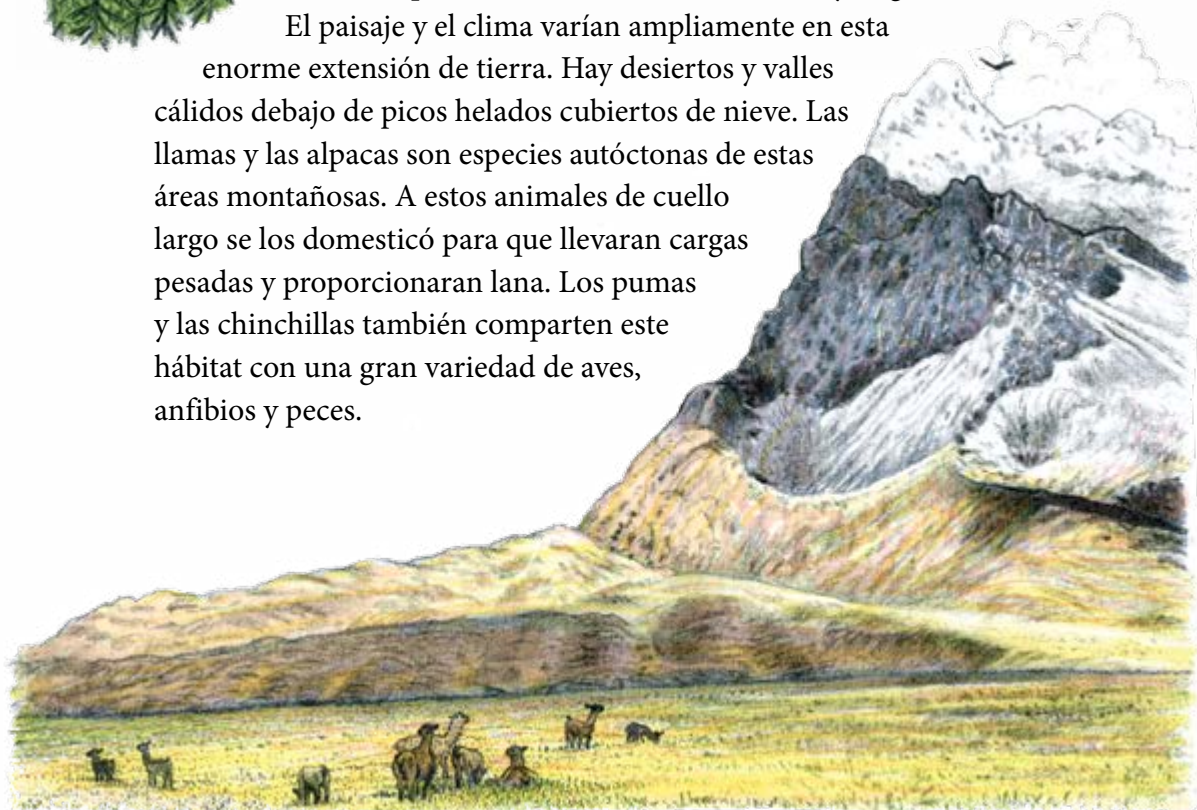 El paisaje y el clima varían ampliamente en esta
enorme extensión de tierra. Hay desiertos y valles
cálidos debajo de picos helados cubiertos de nieve. Las
llamas y las alpacas son especies autóctonas de estas
áreas montañosas. A estos animales de cuello
largo se los domesticó para que llevaran cargas
pesadas y proporcionaran lana. Los pumas
y las chinchillas también comparten este
hábitat con una gran variedad de aves,
anfibios y peces.